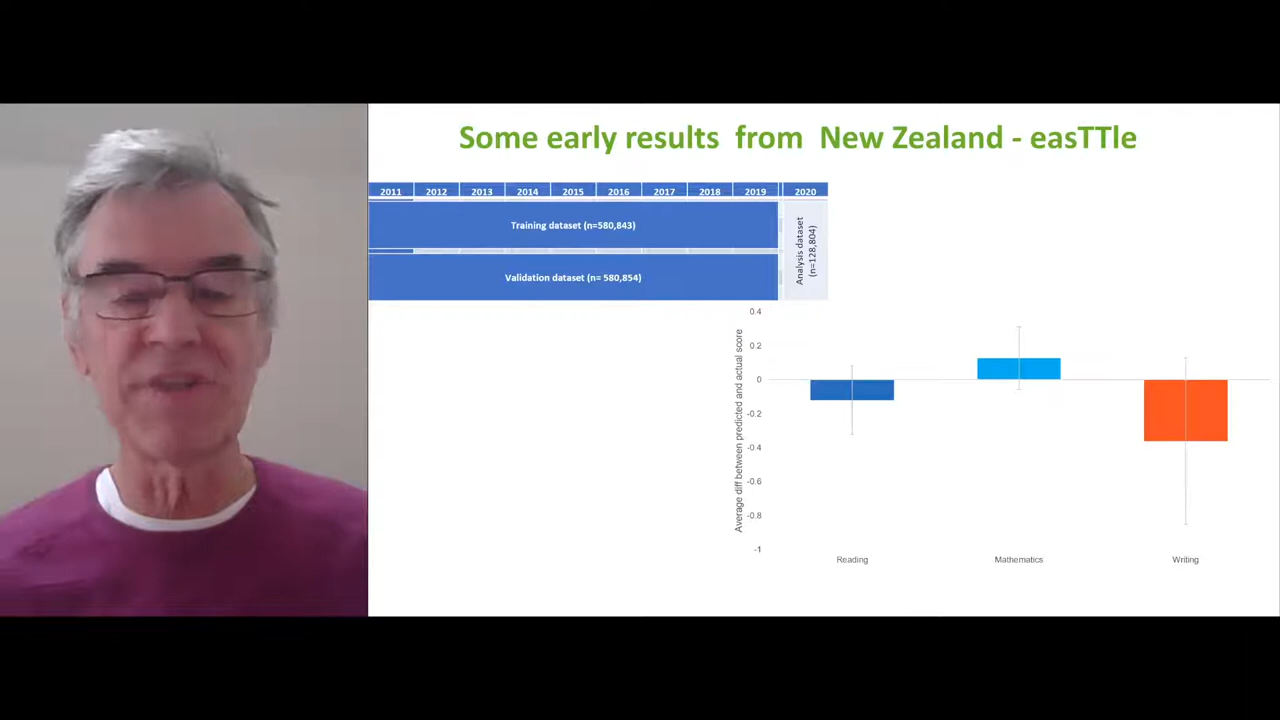 Some early results from New Zealand - easTTle
2011 2012 2013 2014 2015 2016 2017 2018 2019 2020
Training dataset (n=580,843)
Validation dataset (n= 580,854)
Analysis dataset
(n=128,804)
Average diff between predicted and actual score
0.4
0.2
0
-0.2
-0.4
-0.6
-0.8
-1
Reading Mathematics Writing